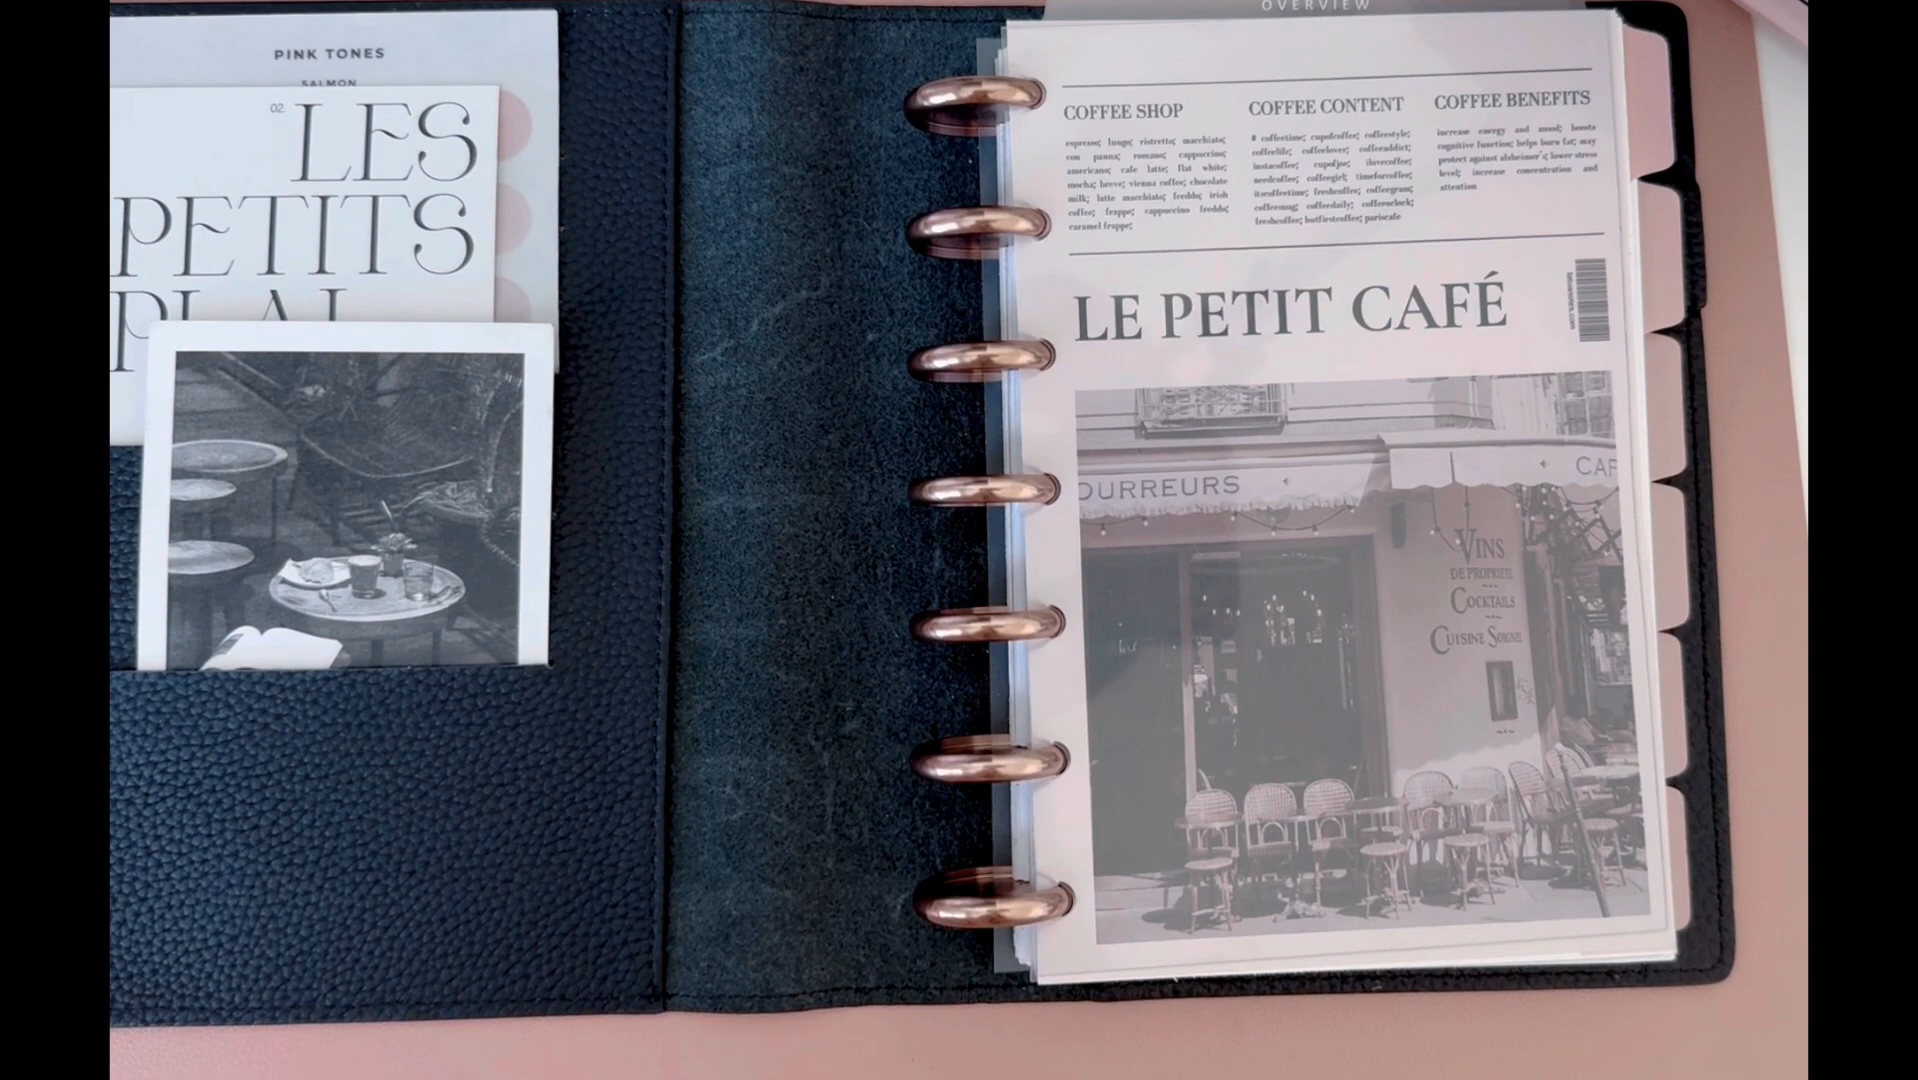 PINK TONES
SALMON
02
LES
PETITS
OVERVIEW
COFFEE SHOP
espresso; lungo; ristretto; macchiato;
con panna; romano; cappuccino;
americano; cafe latte; flat white;
mocha; breve; vienna coffee; chocolate
milk; latte macchiato; freddo; irish
coffee; frappe; cappuccino freddo;
caramel frappe;
COFFEE CONTENT
# coffeetime; cupofcoffee; coffeestyle;
coffeelife; coffeelover; coffeeaddict;
instacoffee; cupofjoe; ilovecoffee;
needcoffee; coffeegirl; timeforcoffee;
itscoffeetime; freshcoffee; coffeegram;
coffeemug; coffeedaily; coffeeoclock;
freshcoffee; butfirstcoffee; pariscafe
COFFEE BENEFITS
increase energy and mood; boosts
cognitive function; helps burn fat; may
protect against alzheimer's; lower stress
level; increase concentration and
attention
LE PETIT CAFÉ
OURREURS
CAF
VINS
DE PROPRIETE
COCKTAILS
CUISINE SOIGNEE